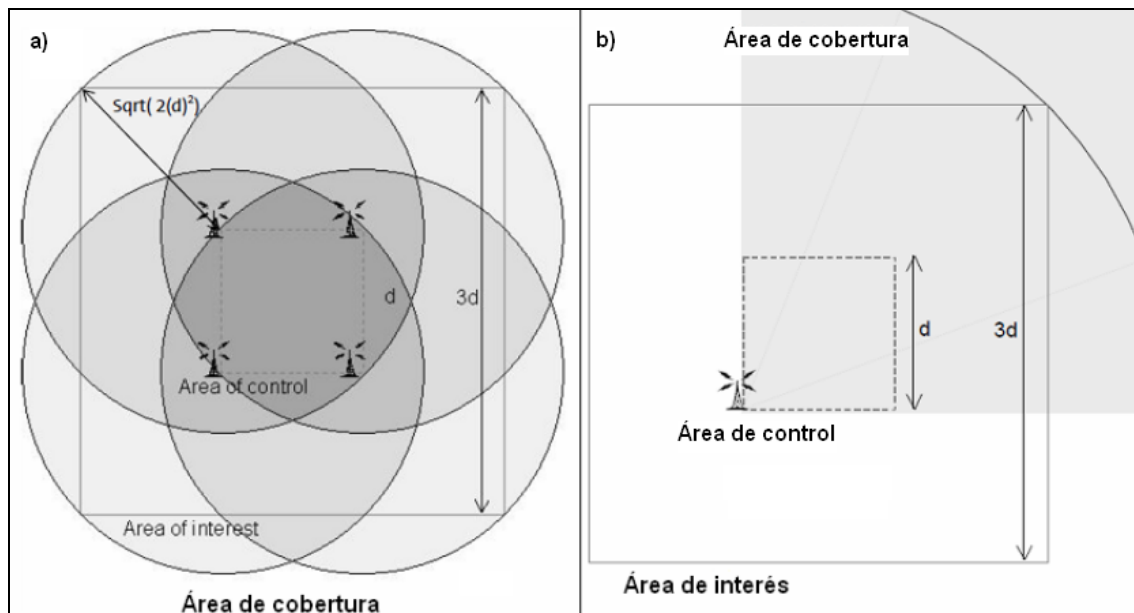 a)
Sqrt( 2(d)²)
d
3d
Area of control
Area of interest
Área de cobertura
b)
Área de cobertura
d
3d
Área de control
Área de interés